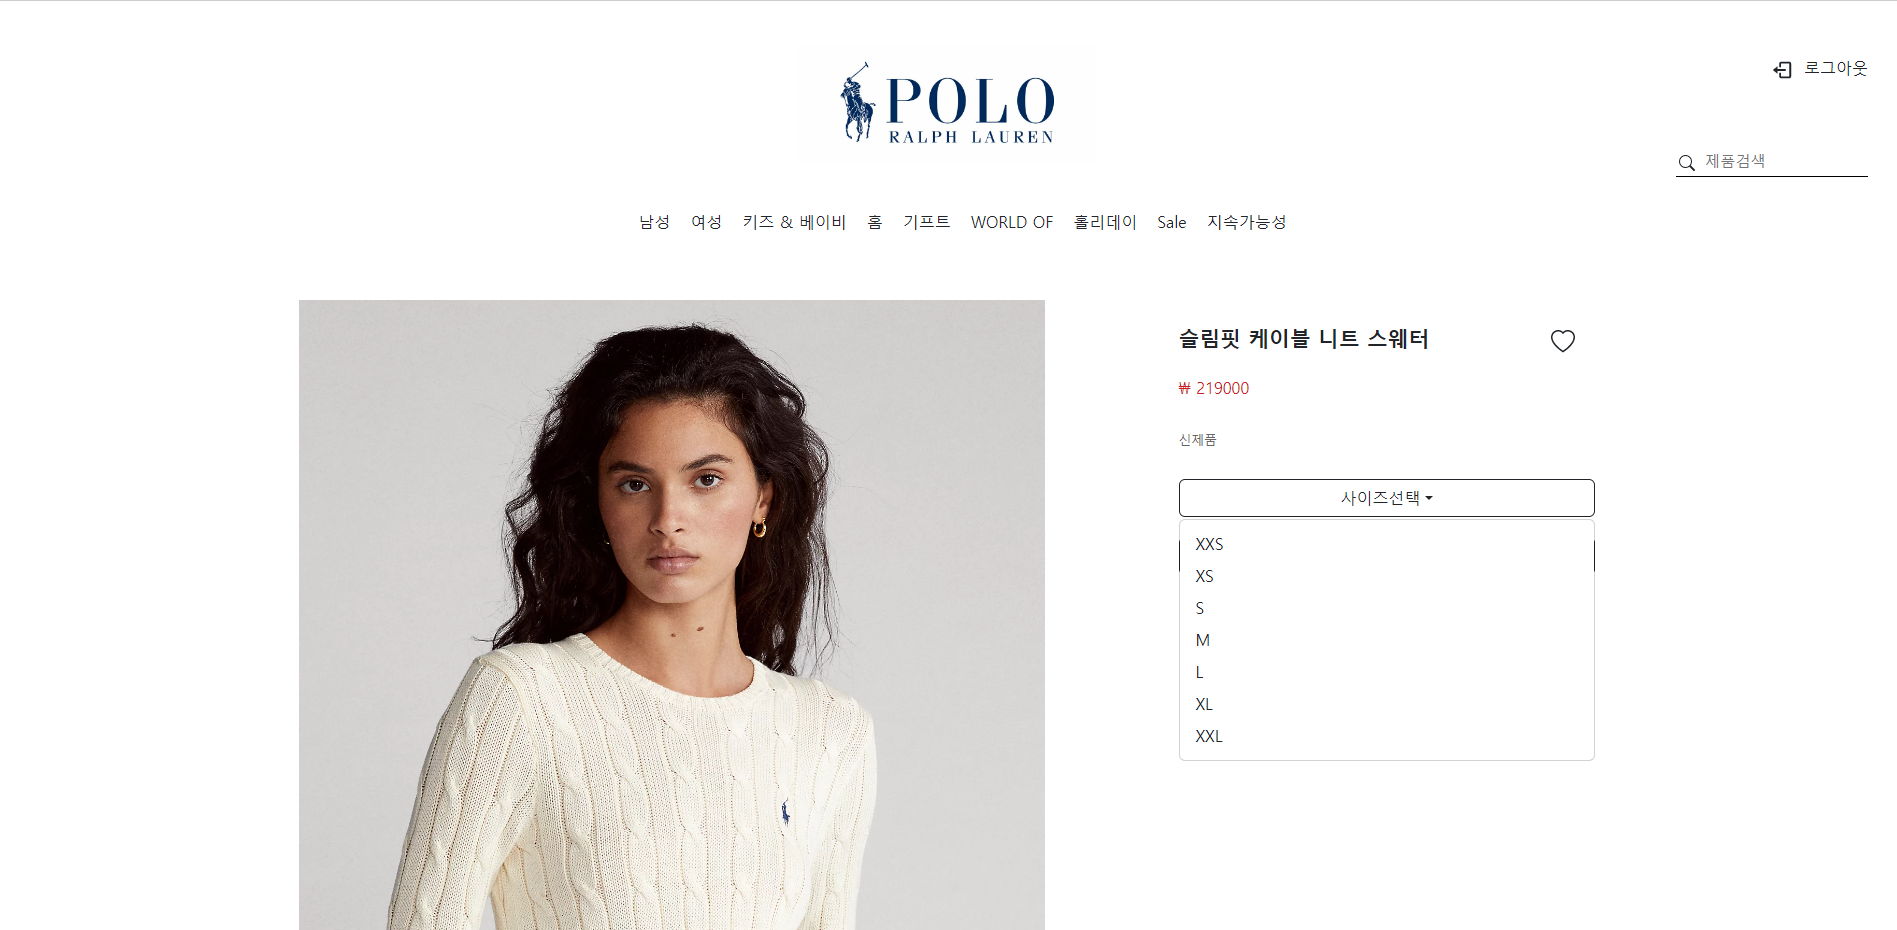 POLO
RALPH LAUREN
로그아웃
제품검색
남성 여성 키즈 & 베이비 홈 기프트 WORLD OF 홀리데이 Sale 지속가능성
슬림핏 케이블 니트 스웨터
₩ 219000
신제품
사이즈선택
XXS
XS
S
M
L
XL
XXL